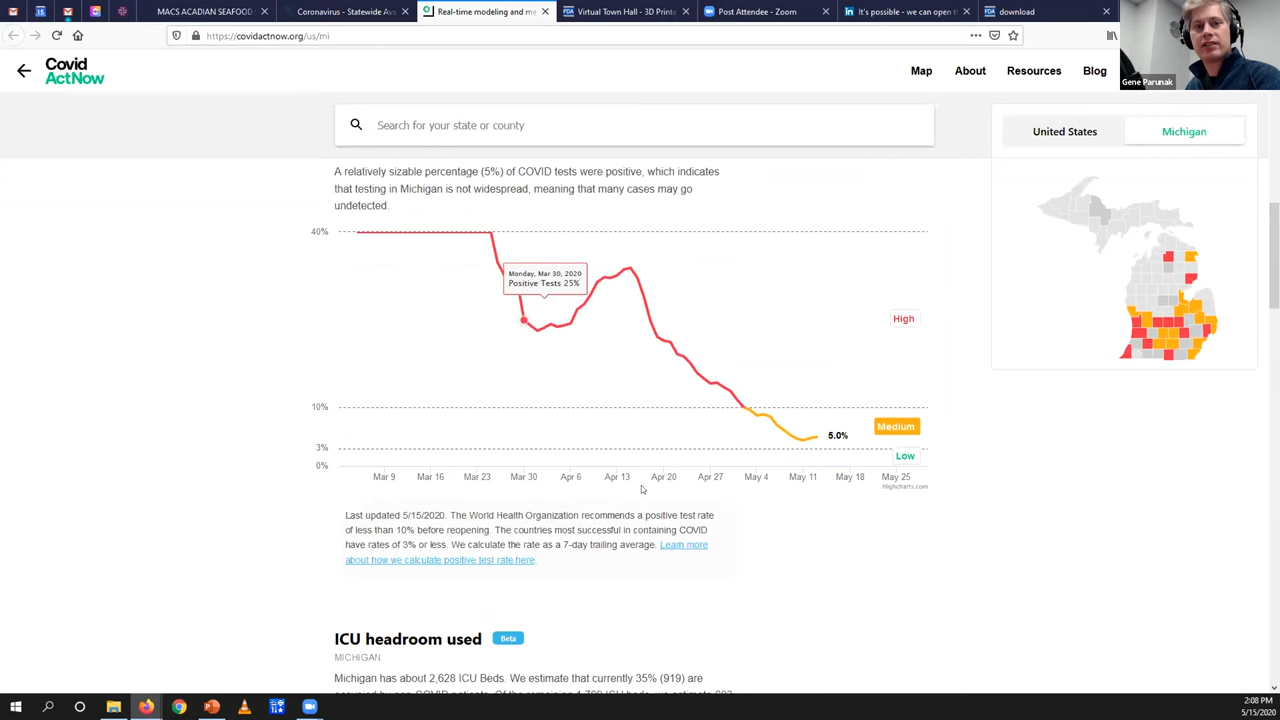 MACS ACADIAN SEAFOOD
Coronavirus - Statewide Ava
Real-time modeling and me
Virtual Town Hall - 3D Printe
Post Attendee - Zoom
It's possible - we can open t
download
https://covidactnow.org/us/mi
Gene Parunak
Covid
ActNow
Map
About
Resources
Blog
Search for your state or county
United States
Michigan
A relatively sizable percentage (5%) of COVID tests were positive, which indicates
that testing in Michigan is not widespread, meaning that many cases may go
undetected.
40%
Monday, Mar 30, 2020
Positive Tests 25%
High
10%
Medium
5.0%
3%
Low
0%
Mar 9
Mar 16
Mar 23
Mar 30
Apr 6
Apr 13
Apr 20
Apr 27
May 4
May 11
May 18
May 25
Highcharts.com
Last updated 5/15/2020. The World Health Organization recommends a positive test rate
of less than 10% before reopening. The countries most successful in containing COVID
have rates of 3% or less. We calculate the rate as a 7-day trailing average. Learn more
about how we calculate positive test rate here.
ICU headroom used
Beta
MICHIGAN
Michigan has about 2,628 ICU Beds. We estimate that currently 35% (919) are
2:08 PM
5/15/2020